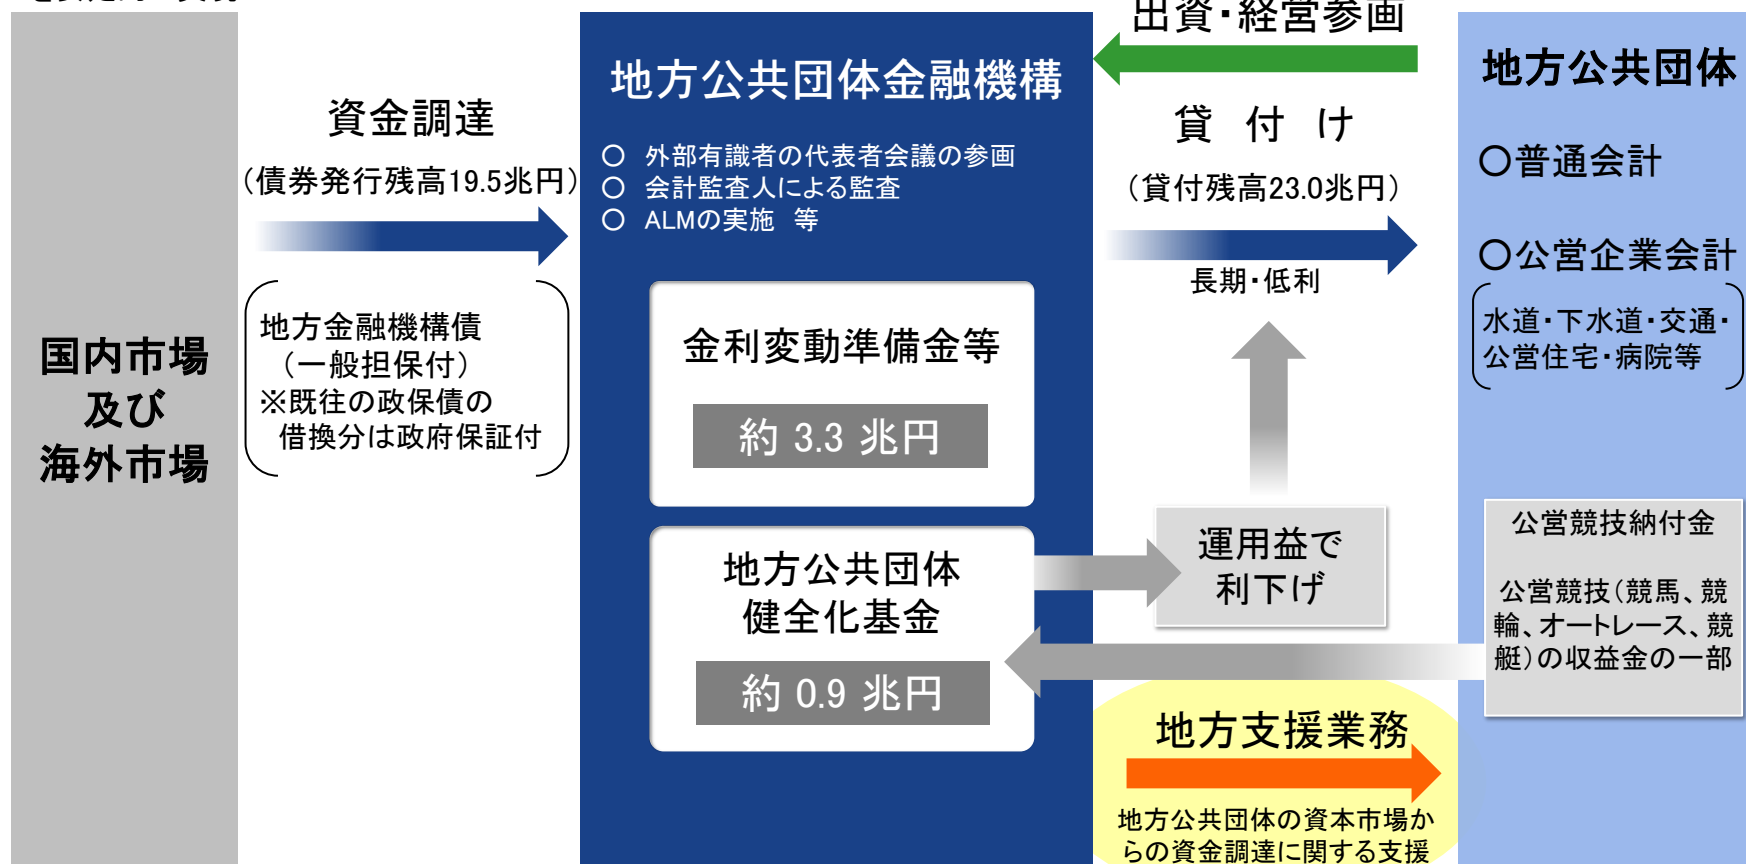 国内市場
及び
海外市場
資金調達
(債券発行残高19.5兆円)
地方金融機構債
(一般担保付)
※既往の政保債の
借換分は政府保証付
地方公共団体金融機構
○ 外部有識者の代表者会議の参画
○ 会計監査人による監査
○ ALMの実施 等
金利変動準備金等
約 3.3 兆円
地方公共団体
健全化基金
約 0.9 兆円
出資・経営参画
貸 付 け
(貸付残高23.0兆円)
長期・低利
運用益で
利下げ
地方支援業務
地方公共団体の資本市場か
らの資金調達に関する支援
地方公共団体
○普通会計
○公営企業会計
水道・下水道・交通・
公営住宅・病院等
公営競技納付金
公営競技(競馬、競
輪、オートレース、競
艇)の収益金の一部